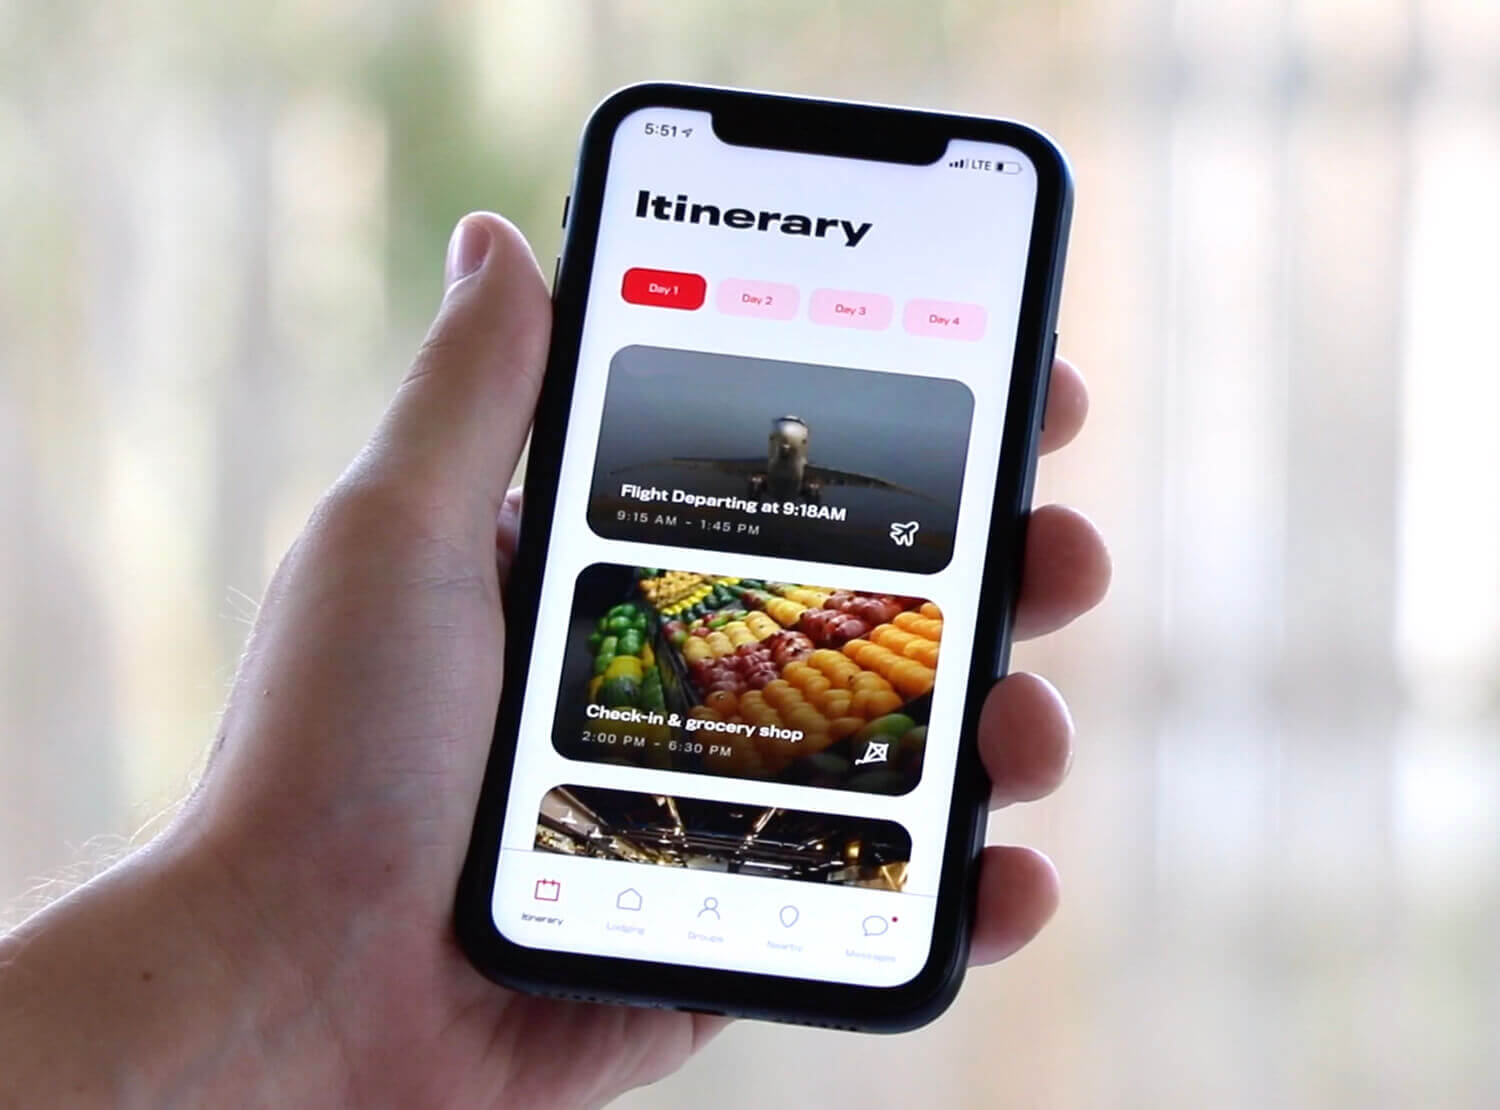 5:51
LTE
Itinerary
Day 1 Day 2 Day 3 Day 4
Flight Departing at 9:18AM
9:15 AM - 1:45 PM
Check-in & grocery shop
2:00 PM - 6:30 PM
Itinerary Lodging Groups Nearby Messages